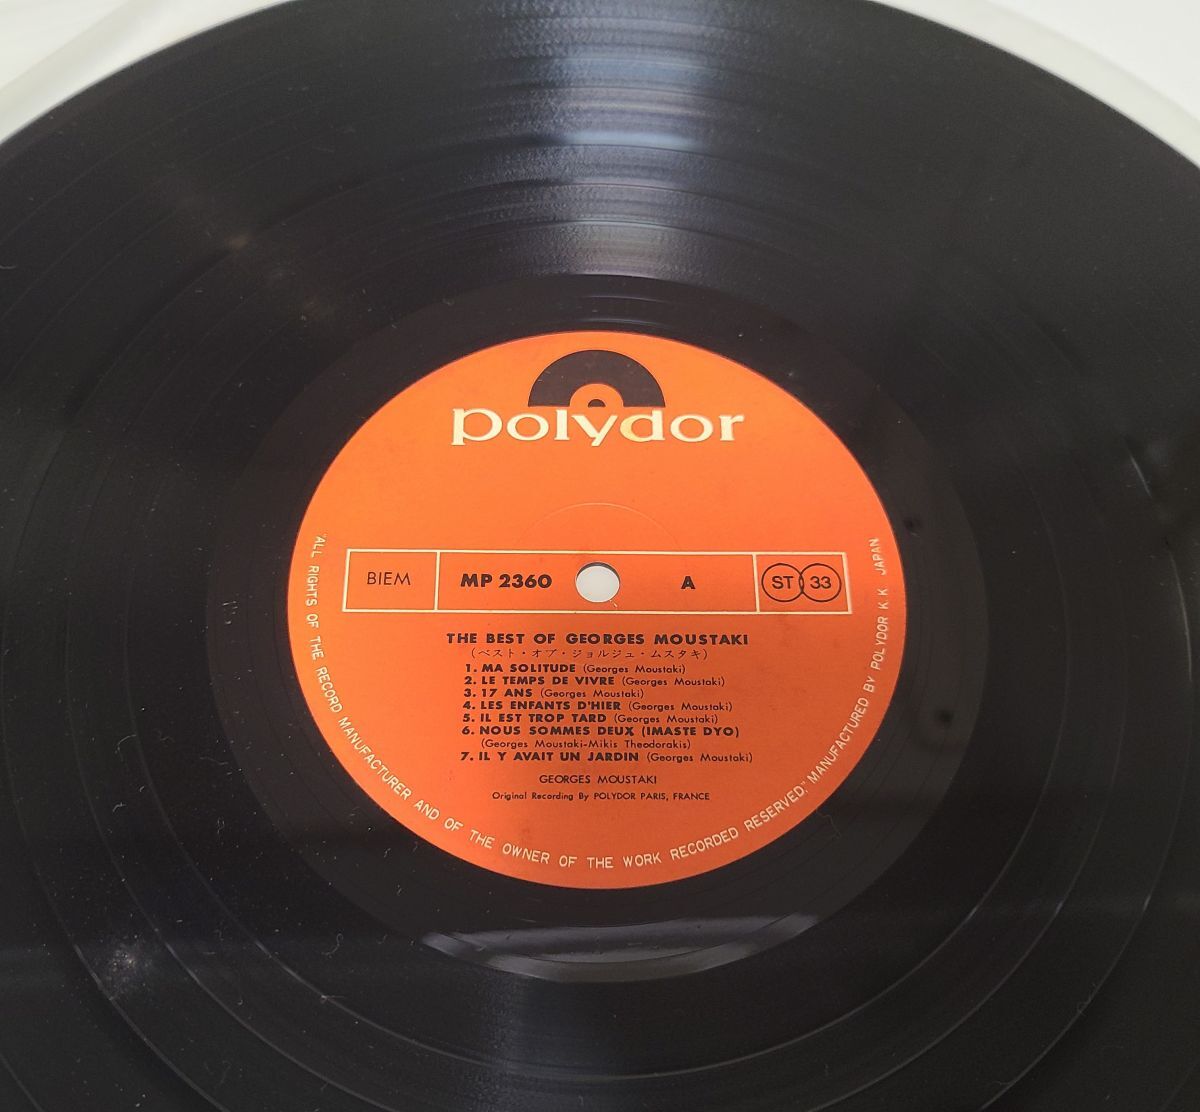 polydor
BIEM
MP 2360
A
ST 33
THE BEST OF GEORGES MOUSTAKI
(ベスト・オブ・ジョルジュ・ムスタキ)
1. MA SOLITUDE (Georges Moustaki)
2. LE TEMPS DE VIVRE (Georges Moustaki)
3. 17 ANS (Georges Moustaki)
4. LES ENFANTS D'HIER (Georges Moustaki)
5. IL EST TROP TARD (Georges Moustaki)
6. NOUS SOMMES DEUX (IMASTE DYO)
(Georges Moustaki-Mikis Theodorakis)
7. IL Y AVAIT UN JARDIN (Georges Moustaki)
GEORGES MOUSTAKI
Original Recording By POLYDOR PARIS, FRANCE
"ALL RIGHTS OF THE RECORD MANUFACTURER AND OF THE OWNER OF THE WORK RECORDED RESERVED." MANUFACTURED BY POLYDOR K.K JAPAN